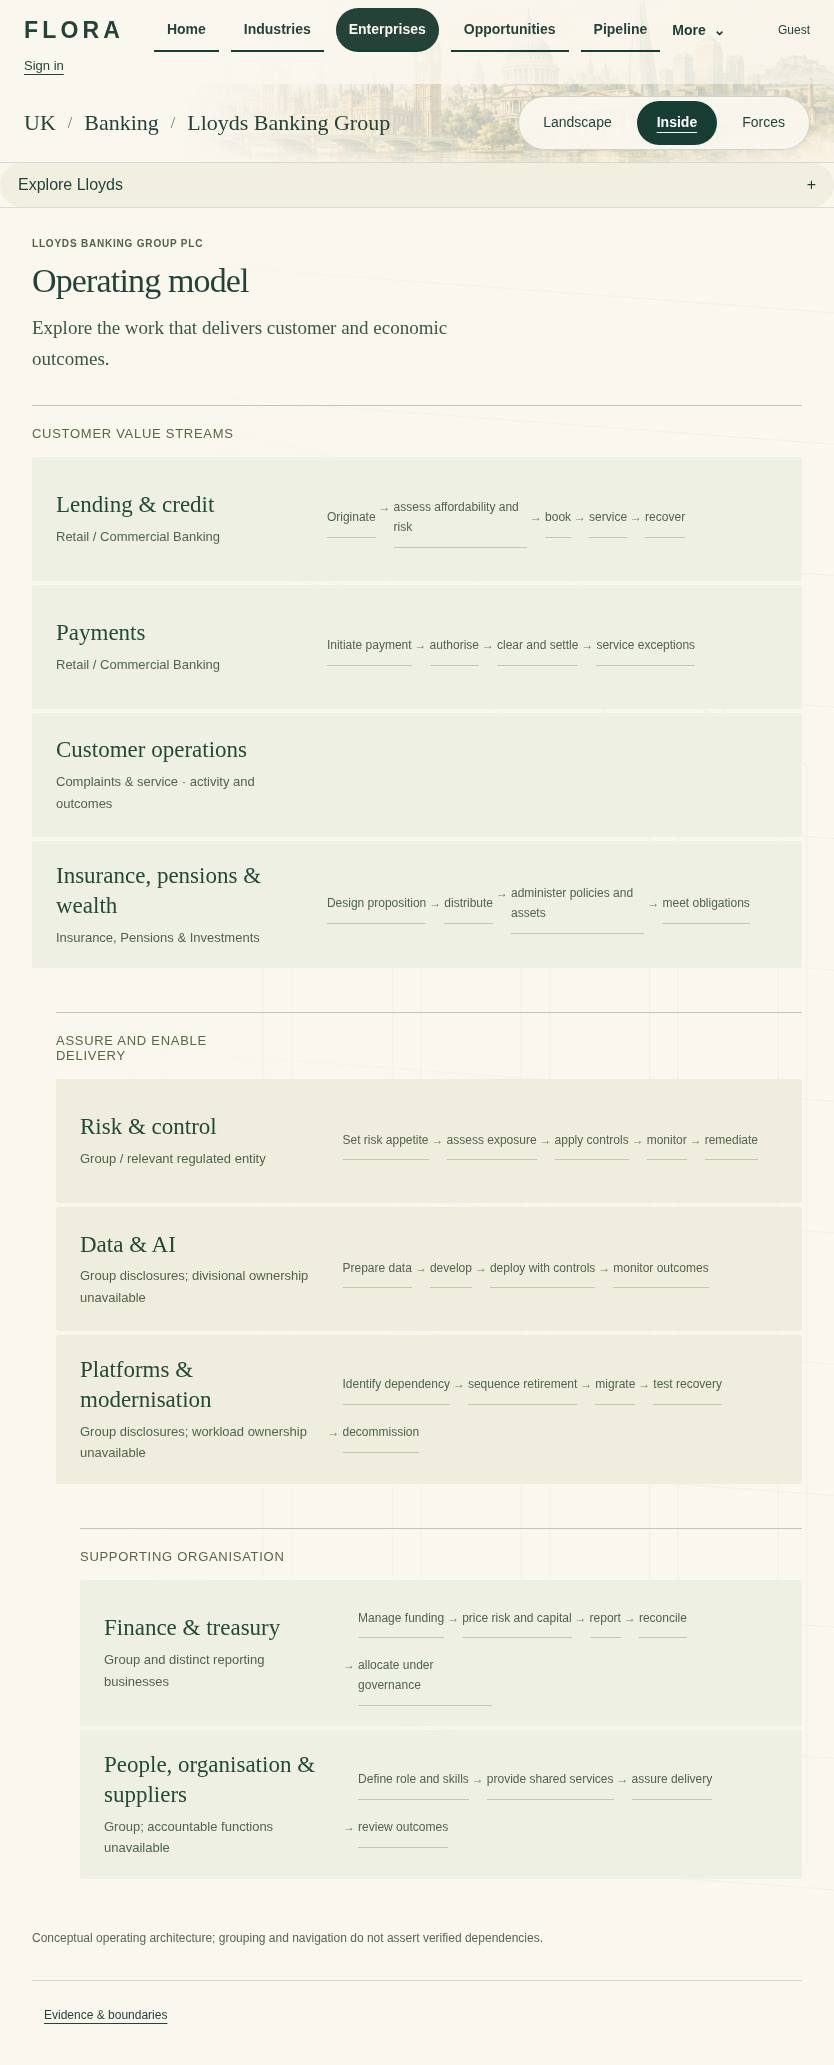 FLORA
Home Industries Enterprises Opportunities Pipeline More ⌄ Guest
Sign in
UK / Banking / Lloyds Banking Group
Landscape Inside Forces
Explore Lloyds +
LLOYDS BANKING GROUP PLC
Operating model
Explore the work that delivers customer and economic
outcomes.
CUSTOMER VALUE STREAMS
Lending & credit
Retail / Commercial Banking
Originate → assess affordability and
risk
→ book → service → recover
Payments
Retail / Commercial Banking
Initiate payment → authorise → clear and settle → service exceptions
Customer operations
Complaints & service · activity and
outcomes
Insurance, pensions &
wealth
Insurance, Pensions & Investments
Design proposition → distribute → administer policies and
assets
→ meet obligations
ASSURE AND ENABLE
DELIVERY
Risk & control
Group / relevant regulated entity
Set risk appetite → assess exposure → apply controls → monitor → remediate
Data & AI
Group disclosures; divisional ownership
unavailable
Prepare data → develop → deploy with controls → monitor outcomes
Platforms &
modernisation
Group disclosures; workload ownership
unavailable
Identify dependency → sequence retirement → migrate → test recovery
→ decommission
SUPPORTING ORGANISATION
Finance & treasury
Group and distinct reporting
businesses
Manage funding → price risk and capital → report → reconcile
→ allocate under
governance
People, organisation &
suppliers
Group; accountable functions
unavailable
Define role and skills → provide shared services → assure delivery
→ review outcomes
Conceptual operating architecture; grouping and navigation do not assert verified dependencies.
Evidence & boundaries